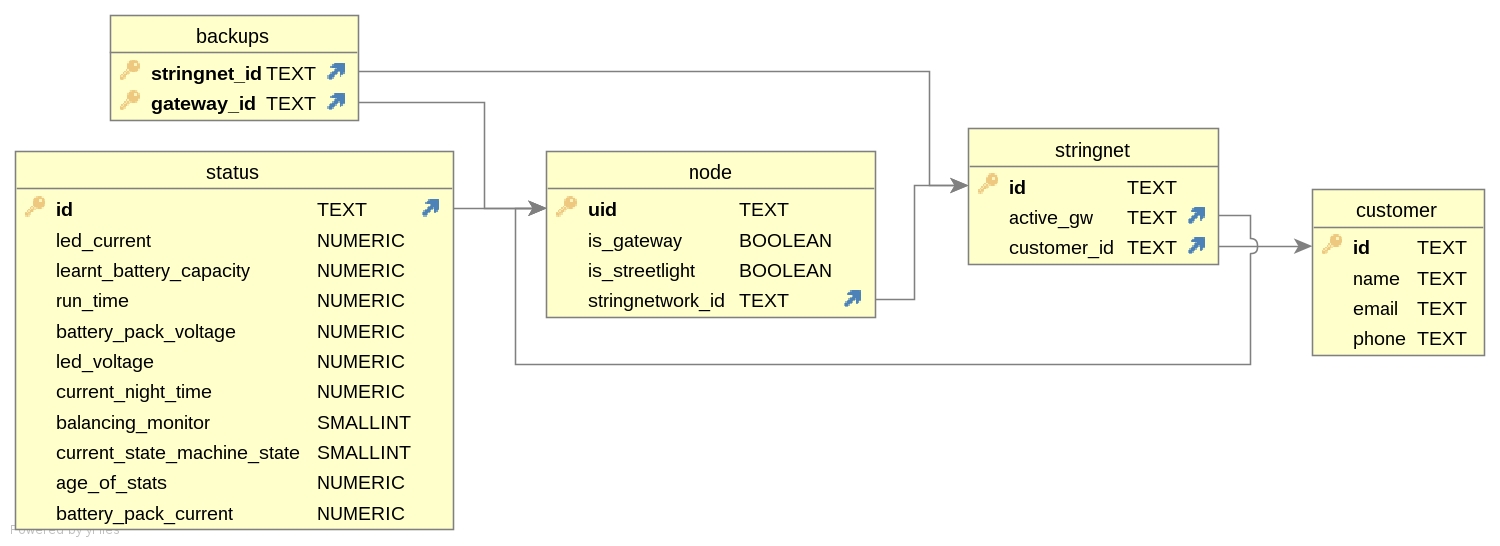 backups
stringnet_id TEXT
gateway_id TEXT
status
id TEXT
led_current NUMERIC
learnt_battery_capacity NUMERIC
run_time NUMERIC
battery_pack_voltage NUMERIC
led_voltage NUMERIC
current_night_time NUMERIC
balancing_monitor SMALLINT
current_state_machine_state SMALLINT
age_of_stats NUMERIC
battery_pack_current NUMERIC
node
uid TEXT
is_gateway BOOLEAN
is_streetlight BOOLEAN
stringnetwork_id TEXT
stringnet
id TEXT
active_gw TEXT
customer_id TEXT
customer
id TEXT
name TEXT
email TEXT
phone TEXT
Powered by yFiles